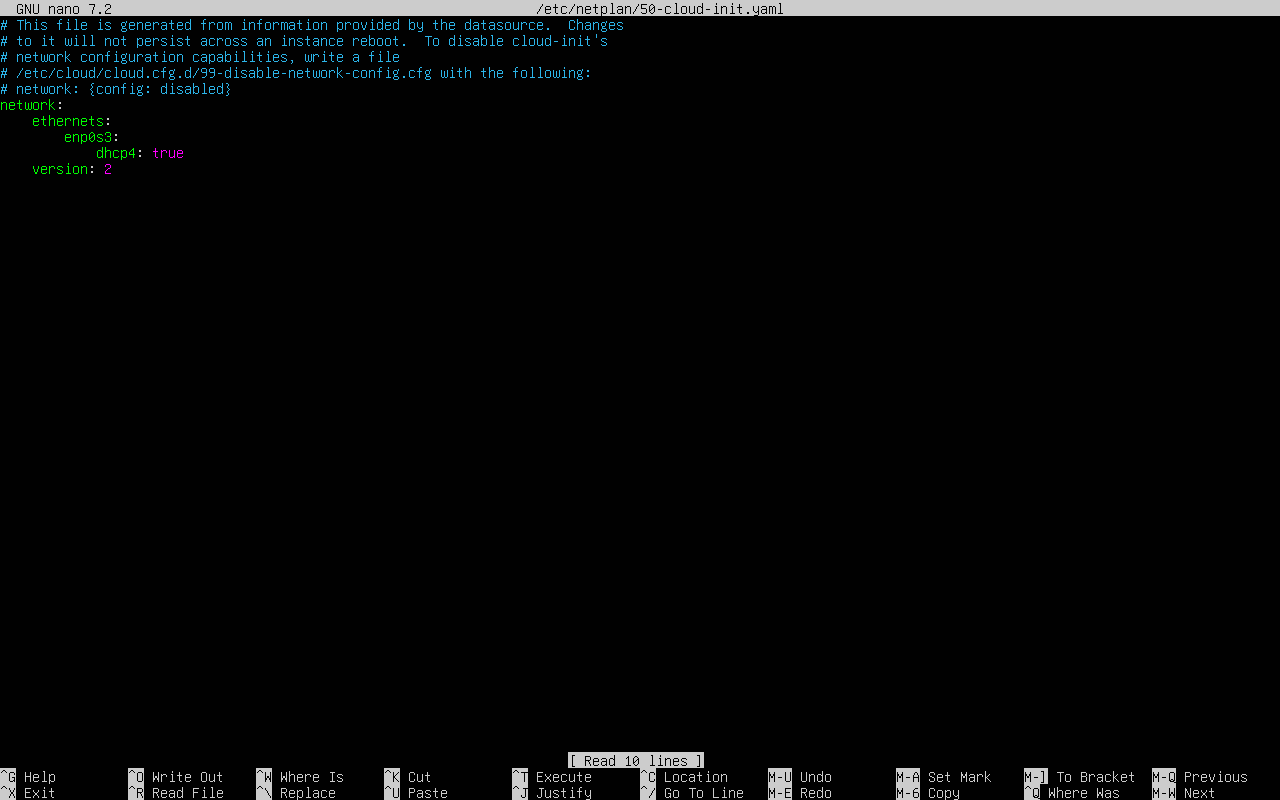 GNU nano 7.2 /etc/netplan/50-cloud-init.yaml
# This file is generated from information provided by the datasource.  Changes
# to it will not persist across an instance reboot.  To disable cloud-init's
# network configuration capabilities, write a file
# /etc/cloud/cloud.cfg.d/99-disable-network-config.cfg with the following:
# network: {config: disabled}
network:
    ethernets:
        enp0s3:
            dhcp4: true
    version: 2
[ Read 10 lines ]
^G Help ^O Write Out ^W Where Is ^K Cut ^T Execute ^C Location M-U Undo M-A Set Mark M-] To Bracket M-Q Previous
^X Exit ^R Read File ^\ Replace ^U Paste ^J Justify ^/ Go To Line M-E Redo M-6 Copy ^Q Where Was M-W Next